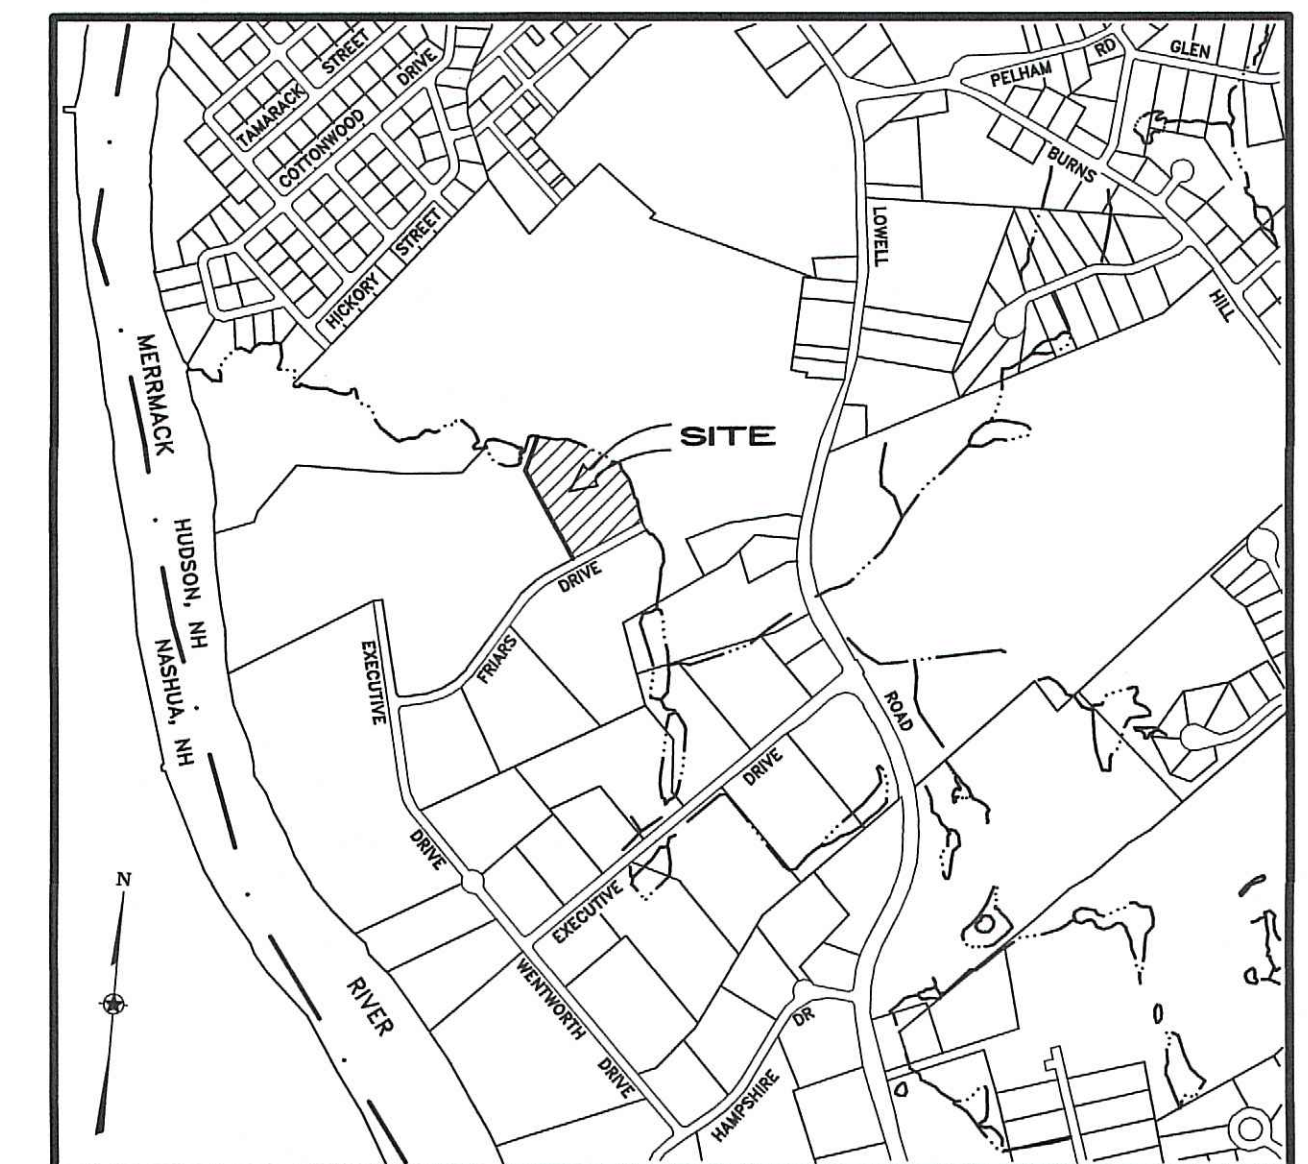 STREET
DRIVE
TAMARACK
COTTONWOOD
STREET
HICKORY
PELHAM RD
GLEN
BURNS
HILL
LOWELL
MERRMACK
HUDSON, NH
NASHUA, NH
SITE
DRIVE
FRIARS
EXECUTIVE
ROAD
DRIVE
DRIVE
EXECUTIVE
N
RIVER
WENTWORTH
DRIVE
DR
HAMPSHIRE